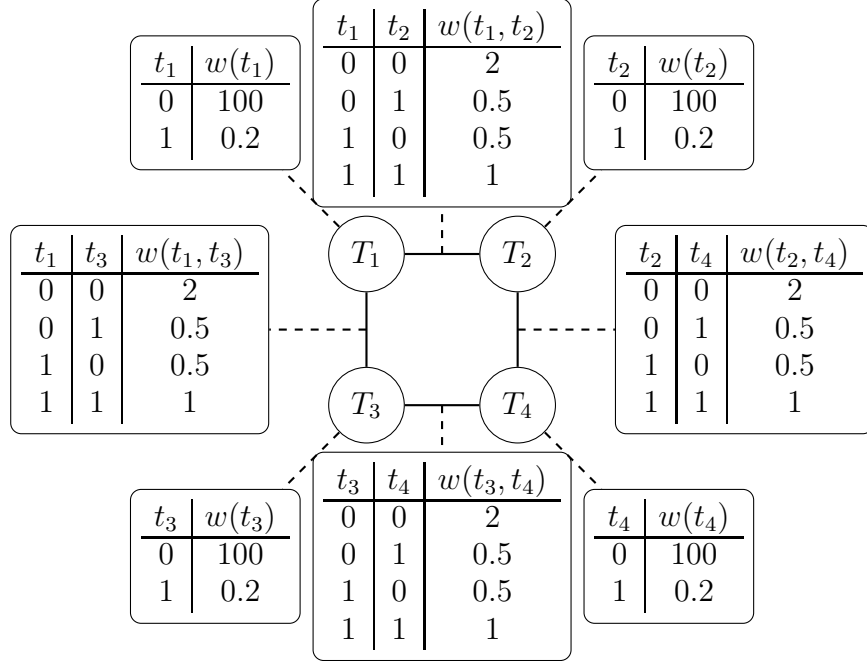 t1 t2 w(t1, t2)
0 0 2
0 1 0.5
1 0 0.5
1 1 1
t1 w(t1)
0 100
1 0.2
t2 w(t2)
0 100
1 0.2
T1 T2
t1 t3 w(t1, t3)
0 0 2
0 1 0.5
1 0 0.5
1 1 1
t2 t4 w(t2, t4)
0 0 2
0 1 0.5
1 0 0.5
1 1 1
T3 T4
t3 t4 w(t3, t4)
0 0 2
0 1 0.5
1 0 0.5
1 1 1
t3 w(t3)
0 100
1 0.2
t4 w(t4)
0 100
1 0.2